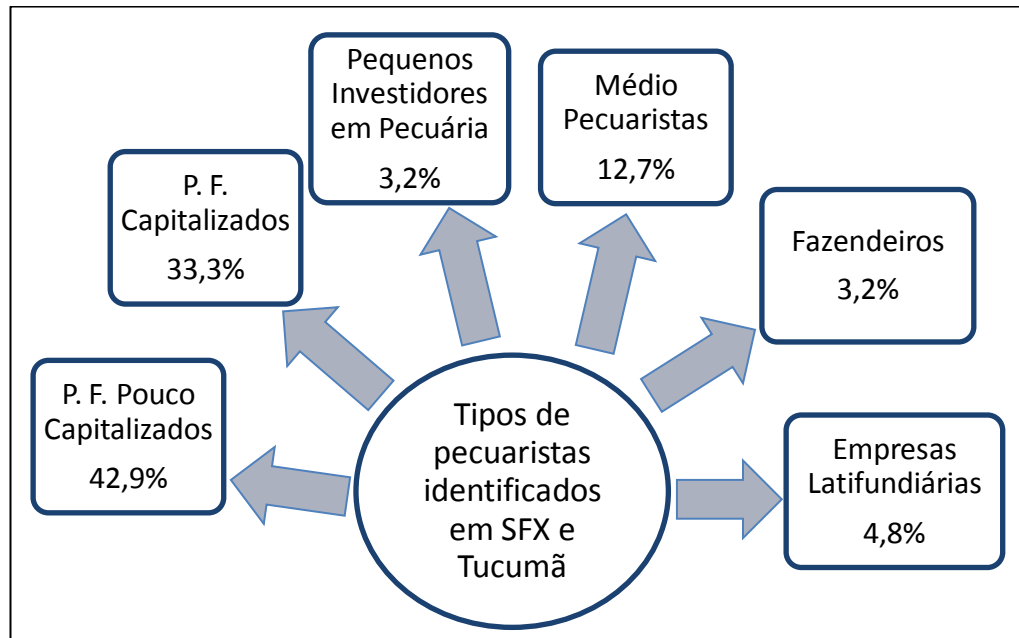 Pequenos
Investidores
em Pecuária
3,2%
Médio
Pecuaristas
12,7%
P. F.
Capitalizados
33,3%
Fazendeiros
3,2%
P. F. Pouco
Capitalizados
42,9%
Tipos de
pecuaristas
identificados
em SFX e
Tucumã
Empresas
Latifundiárias
4,8%